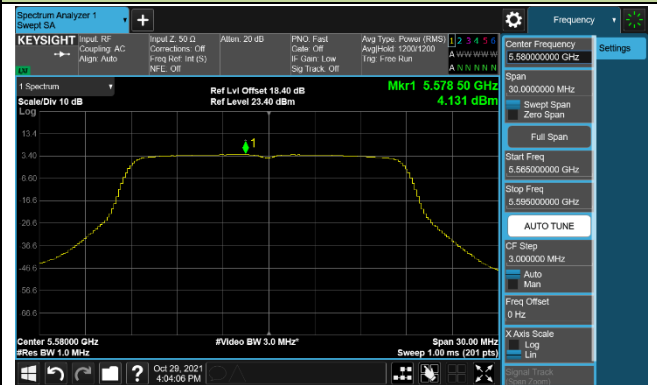 Spectrum Analyzer 1
Swept SA
+
Frequency
KEYSIGHT
Input: RF
Coupling: AC
Align: Auto
Input Z: 50 Ω
Corrections: Off
Freq Ref: Int (S)
NFE: Off
Atten: 20 dB
PNO: Fast
Gate: Off
IF Gain: Low
Sig Track: Off
Avg Type: Power (RMS)
Avg|Hold: 1200/1200
Trig: Free Run
1 2 3 4 5 6
A W W W W W
A N N N N N
LXI
1 Spectrum
Scale/Div 10 dB
Log
Ref Lvl Offset 18.40 dB
Ref Level 23.40 dBm
Mkr1 5.578 50 GHz
4.131 dBm
1
13.4
3.40
-6.60
-16.6
-26.6
-36.6
-46.6
-56.6
-66.6
Center 5.58000 GHz
#Res BW 1.0 MHz
#Video BW 3.0 MHz*
Span 30.00 MHz
Sweep 1.00 ms (201 pts)
Center Frequency
5.580000000 GHz
Settings
Span
30.0000000 MHz
Swept Span
Zero Span
Full Span
Start Freq
5.565000000 GHz
Stop Freq
5.595000000 GHz
AUTO TUNE
CF Step
3.000000 MHz
Auto
Man
Freq Offset
0 Hz
X Axis Scale
Log
Lin
Signal Track
(Span Zoom)
?
Oct 29, 2021
4:04:06 PM